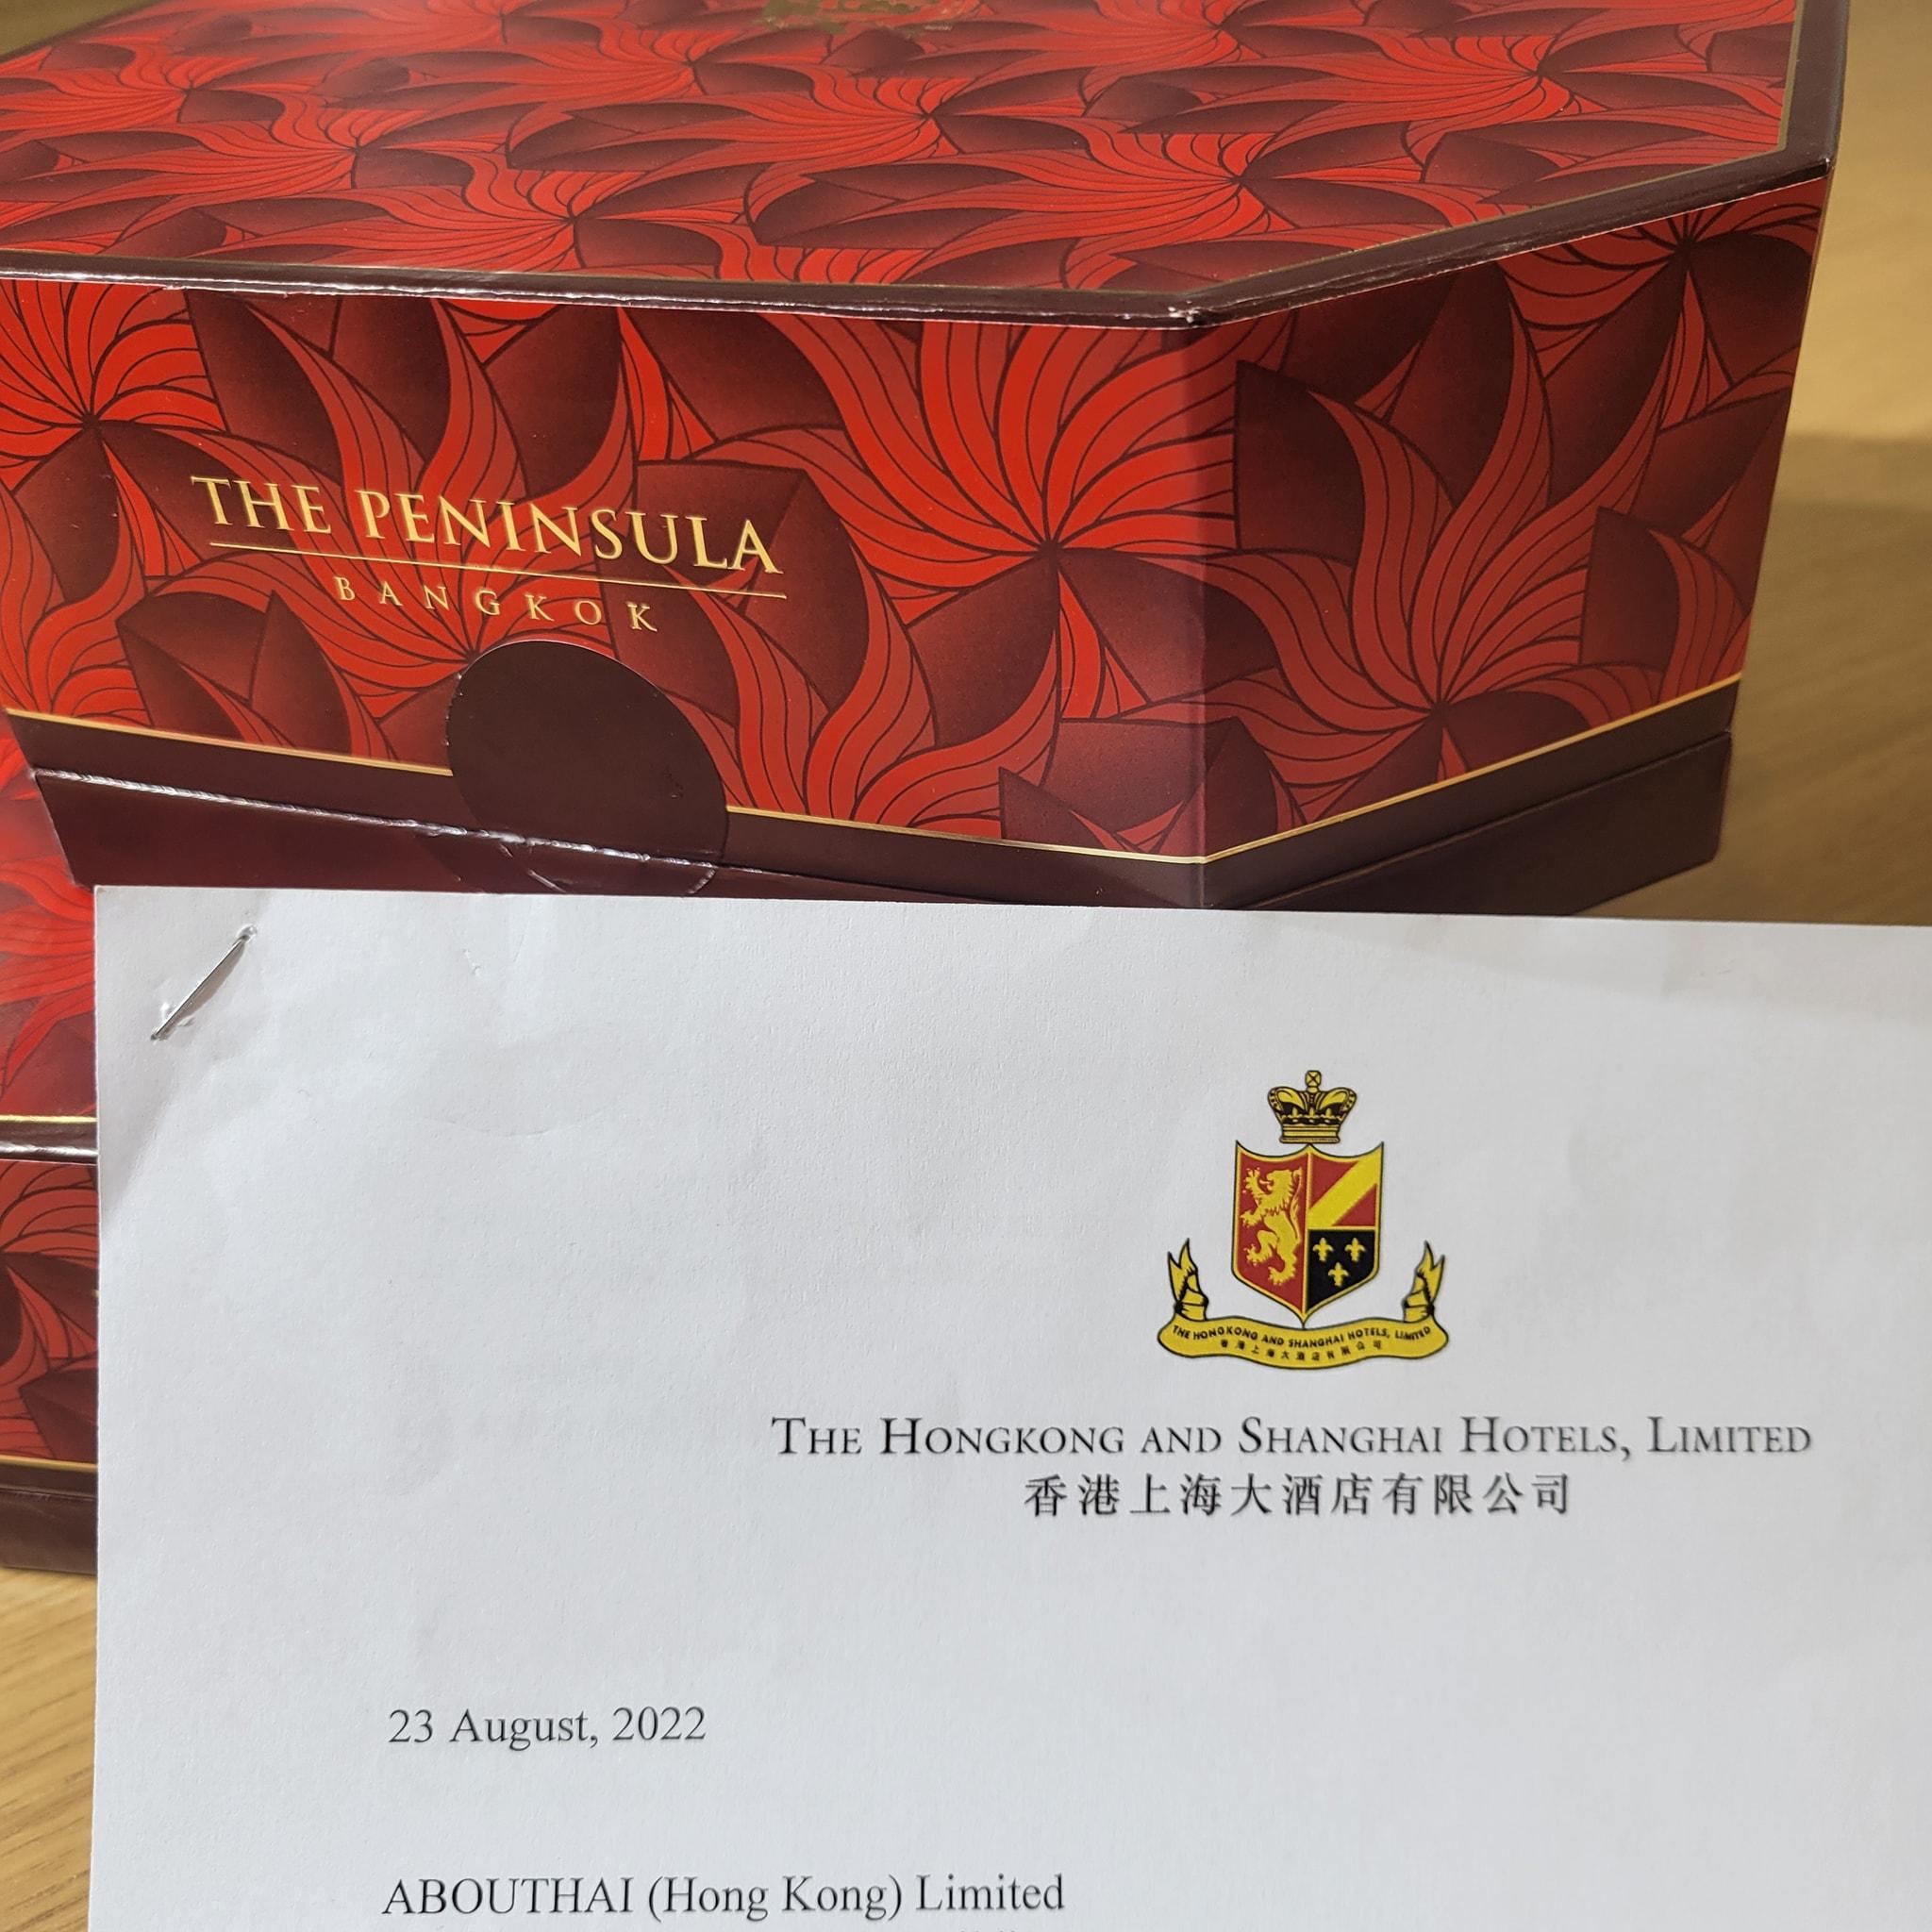 THE PENINSULA
BANGKOK
THE HONGKONG AND SHANGHAI HOTELS, LIMITED
香港上海大酒店有限公司
THE HONGKONG AND SHANGHAI HOTELS, LIMITED
香港上海大酒店有限公司
23 August, 2022
ABOUTHAI (Hong Kong) Limited